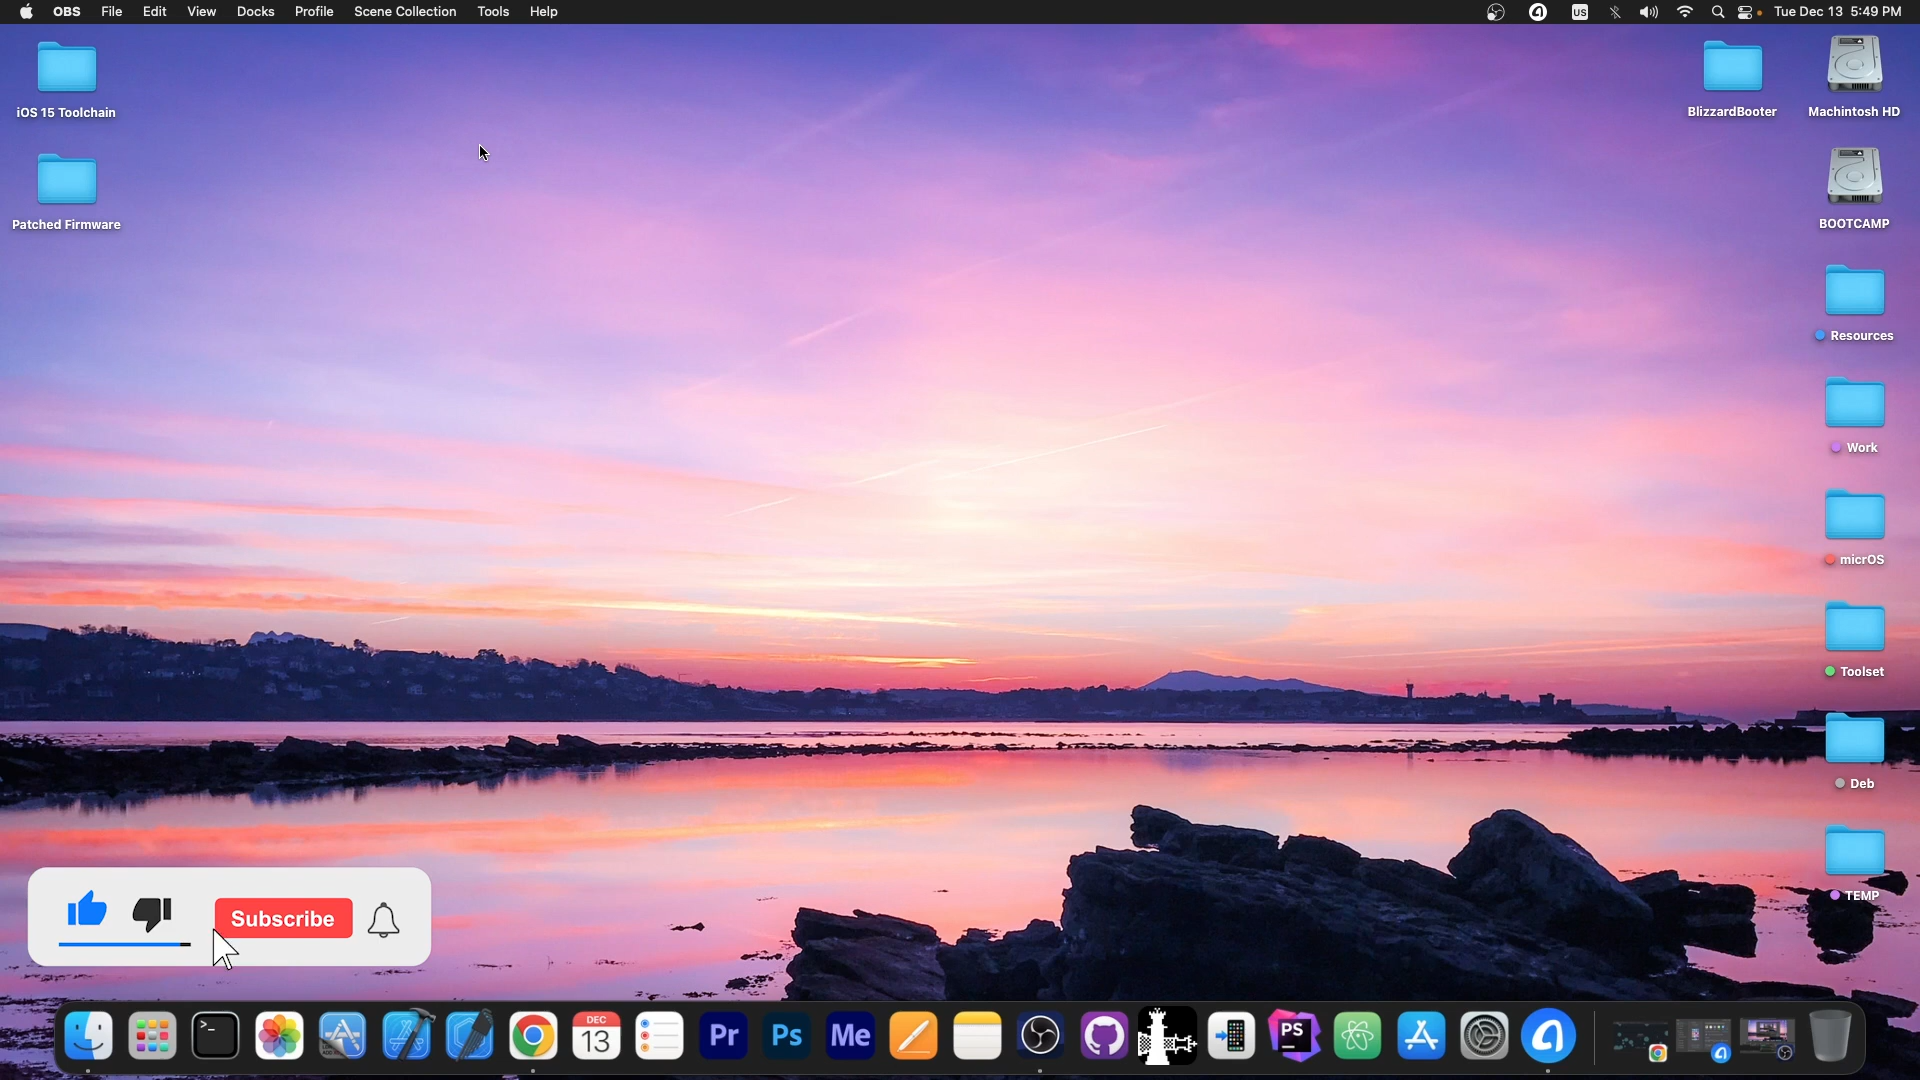 OBS File Edit View Docks Profile Scene Collection Tools Help US Tue Dec 13 5:49 PM
iOS 15 Toolchain
Patched Firmware
BlizzardBooter
Machintosh HD
BOOTCAMP
Resources
Work
micrOS
Toolset
Deb
TEMP
Subscribe
>_
DEC
13
Pr
Ps
Me
PS